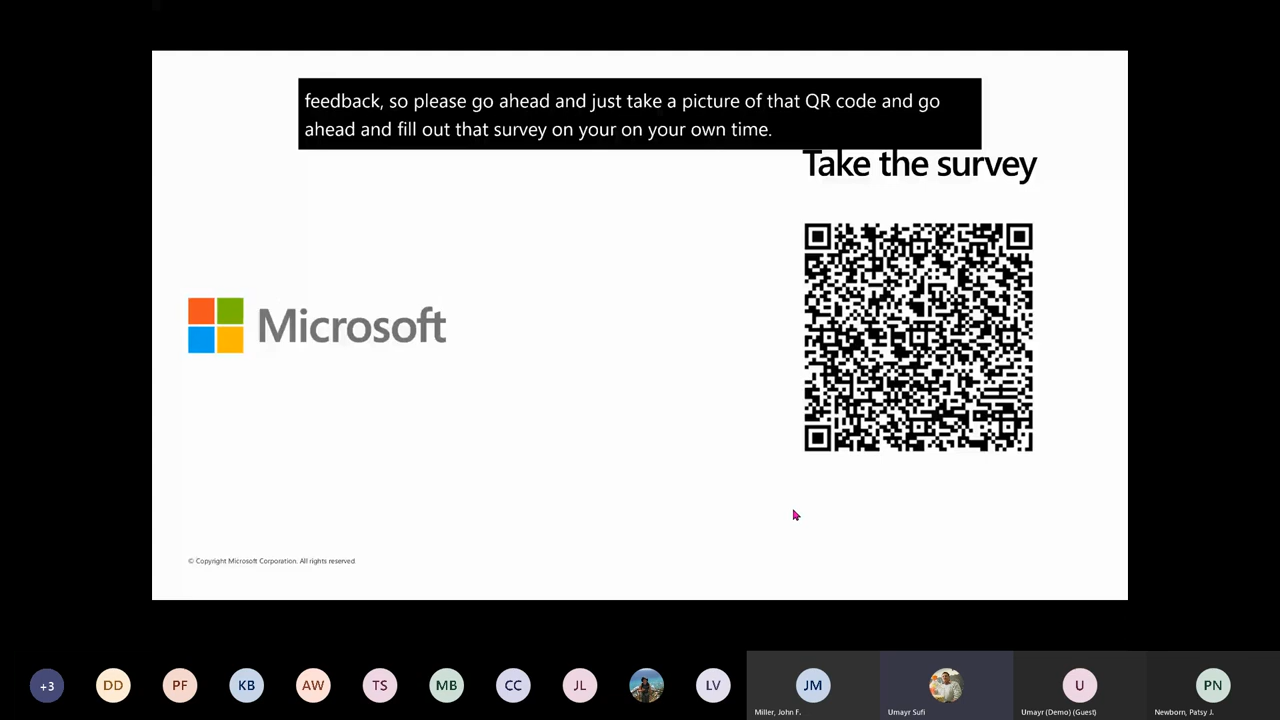 feedback, so please go ahead and just take a picture of that QR code and go
ahead and fill out that survey on your on your own time.
Take the survey
Microsoft
© Copyright Microsoft Corporation. All rights reserved.
+3
DD
PF
KB
AW
TS
MB
CC
JL
LV
JM
U
PN
Miller, John F.
Umayr Sufi
Umayr (Demo) (Guest)
Newborn, Patsy J.